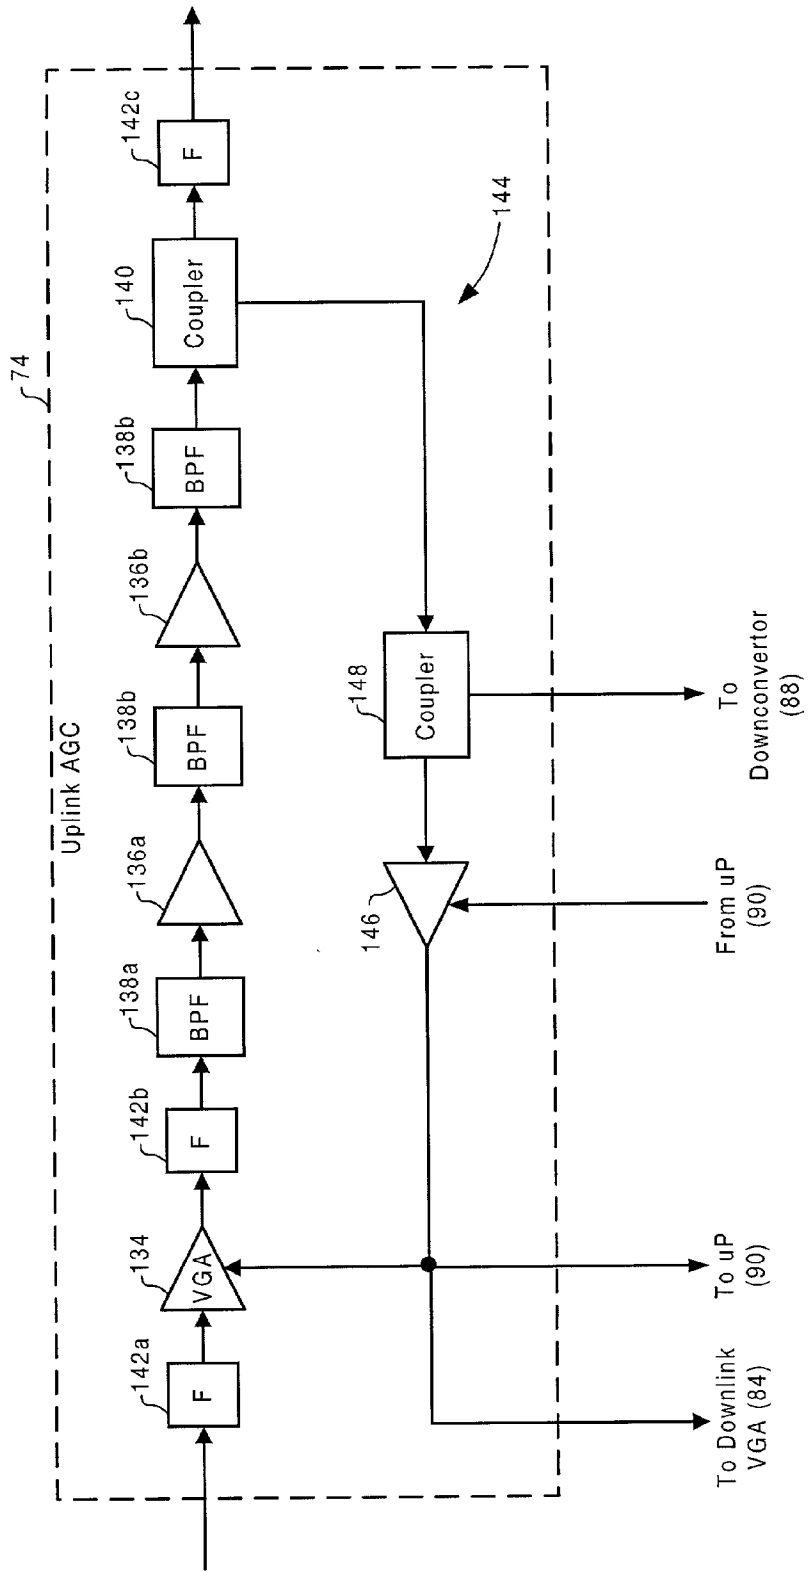 74
Uplink AGC
142a
F
134
VGA
142b
F
138a
BPF
136a
138b
BPF
136b
138b
BPF
140
Coupler
142c
F
144
146
148
Coupler
To Downlink
VGA (84)
To uP
(90)
From uP
(90)
To
Downconvertor
(88)